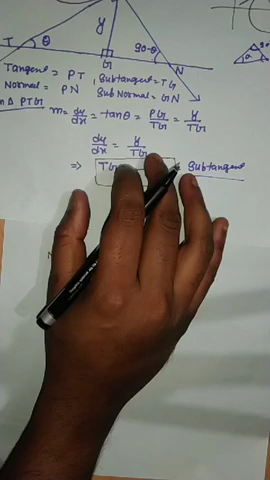 y
T θ G 90-θ N
Tangent = PT , Subtangent = TG
Normal = PN Sub Normal = GN
In Δ PTG m = dy/dx = tanθ = PG/TG = y/TG
dy/dx = y/TG
⇒ TG Subtangent